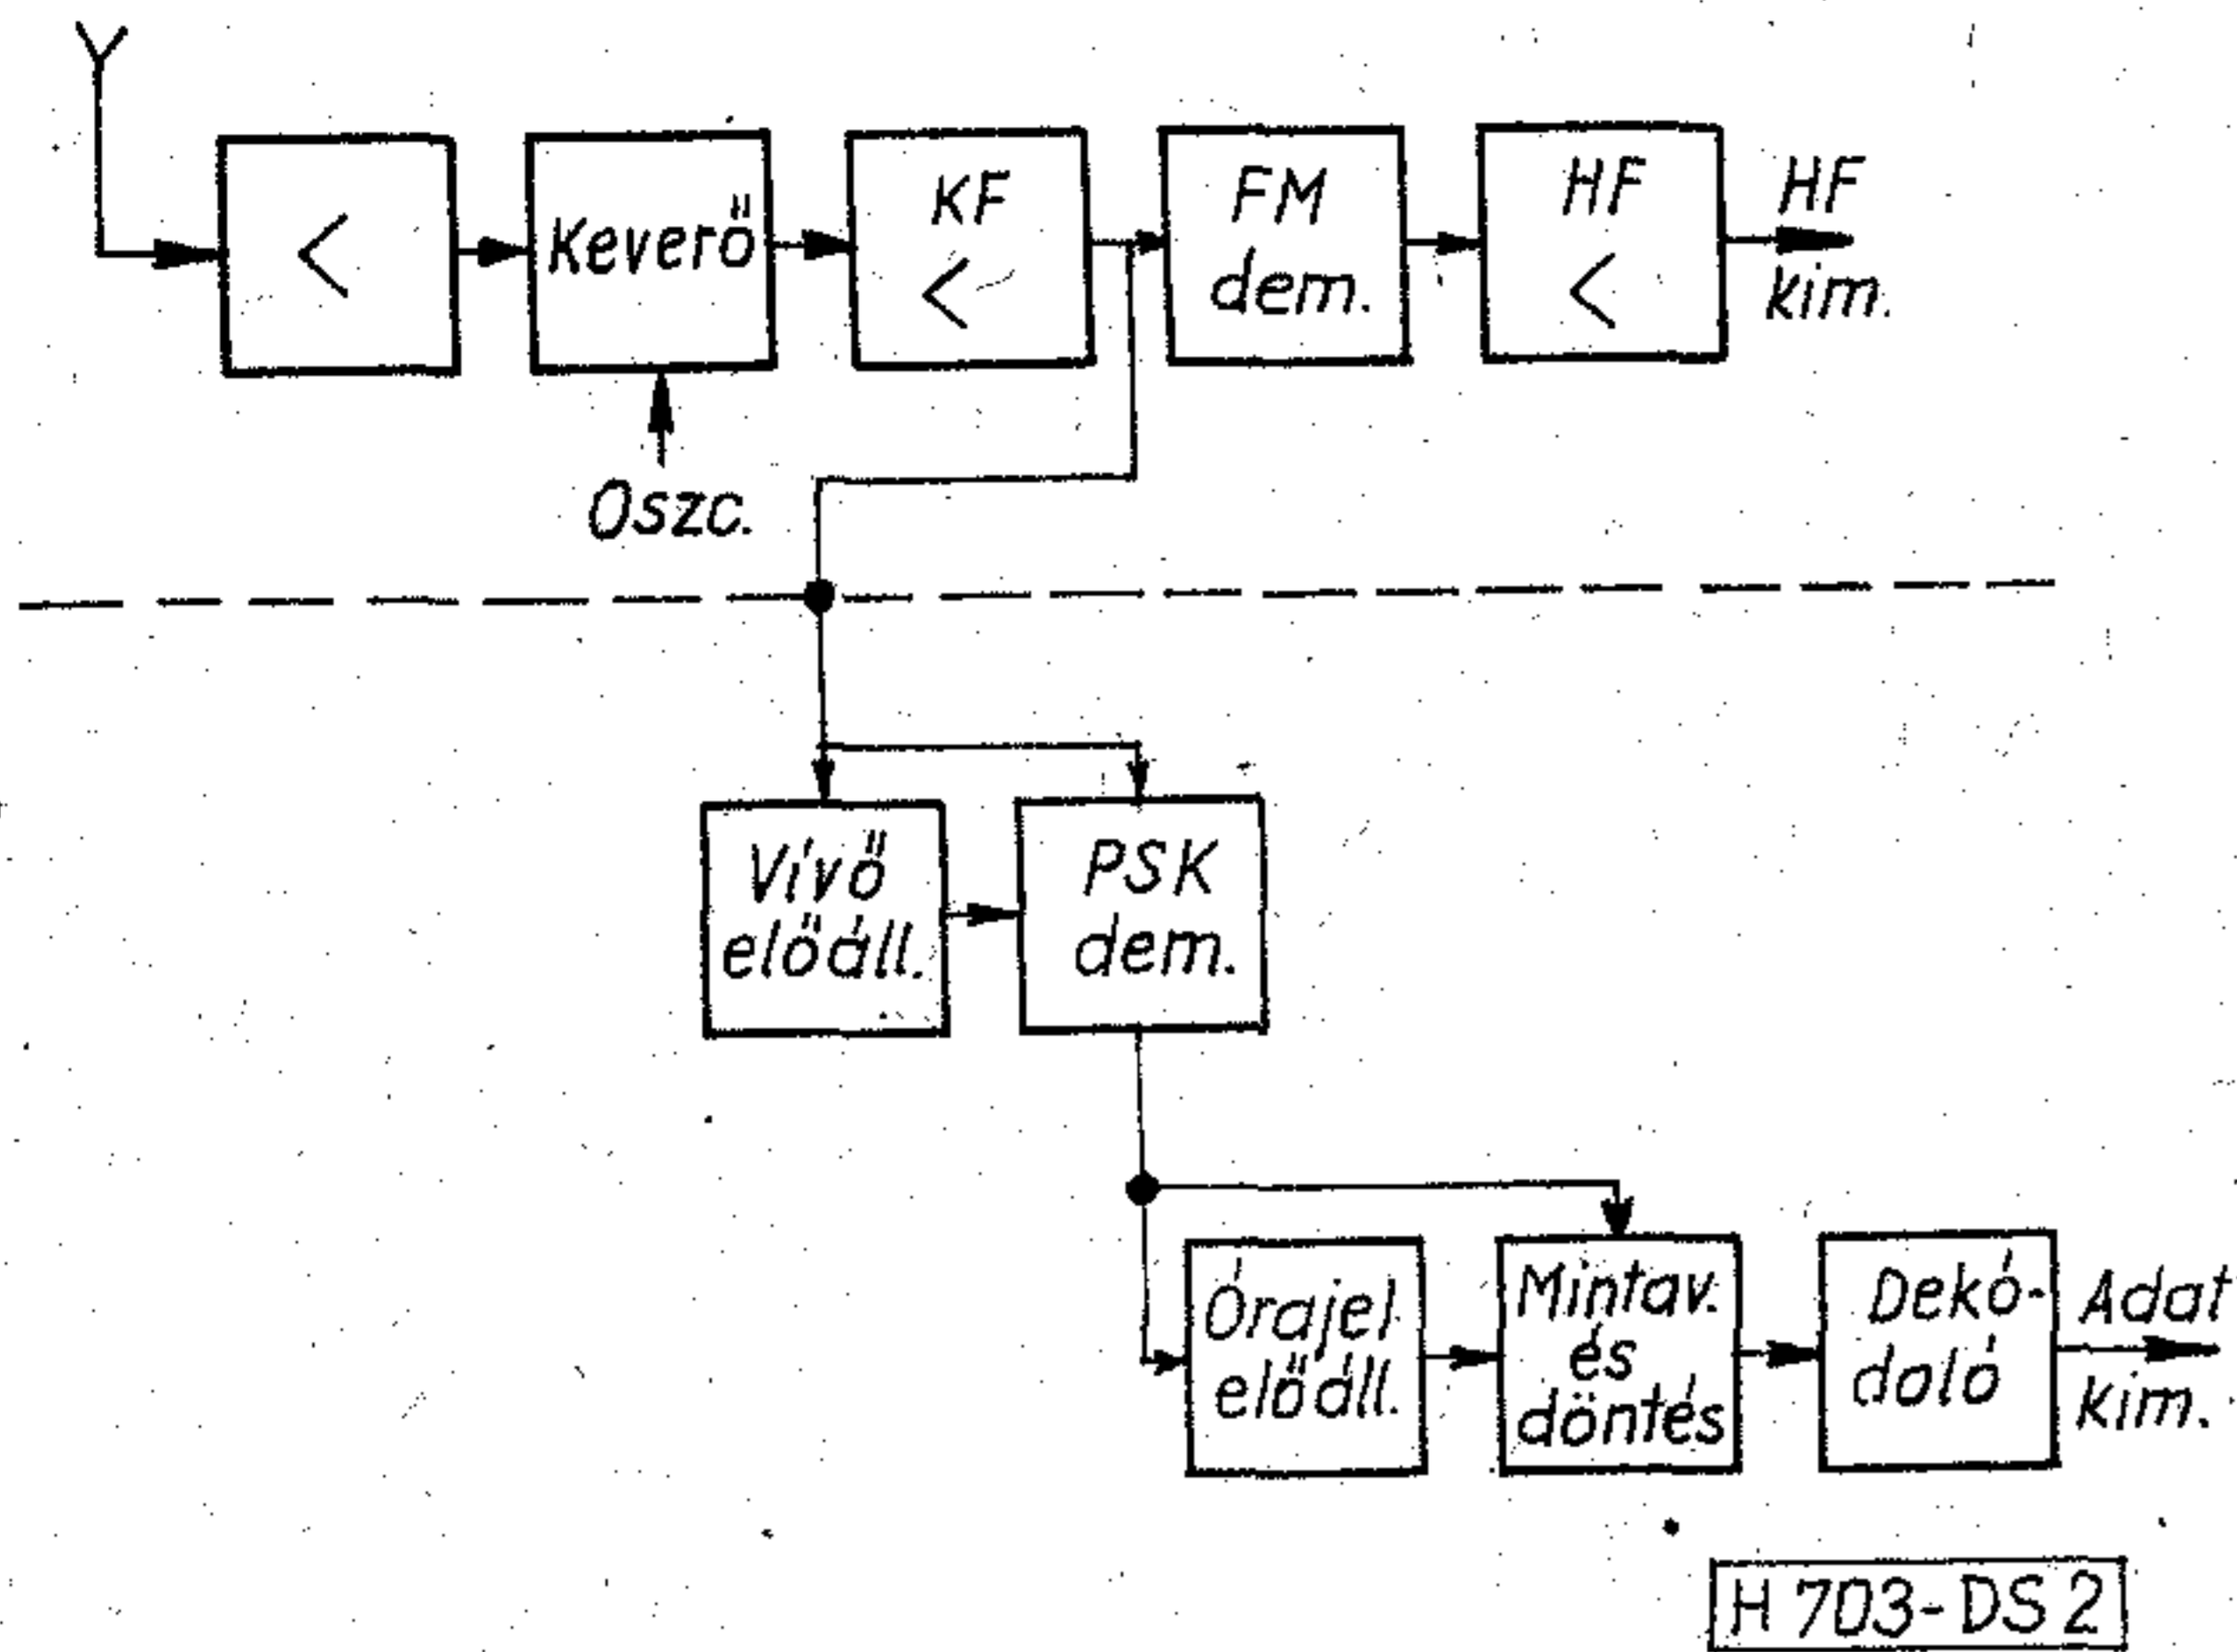 Keverő
KF
FM
dem.
HF
HF
kim.
Oszc.
Vívő
előáll.
PSK
dem.
Órajel
előáll.
Mintav.
és
döntés
Dekó-
doló
Adat
kim.
H 703-DS 2